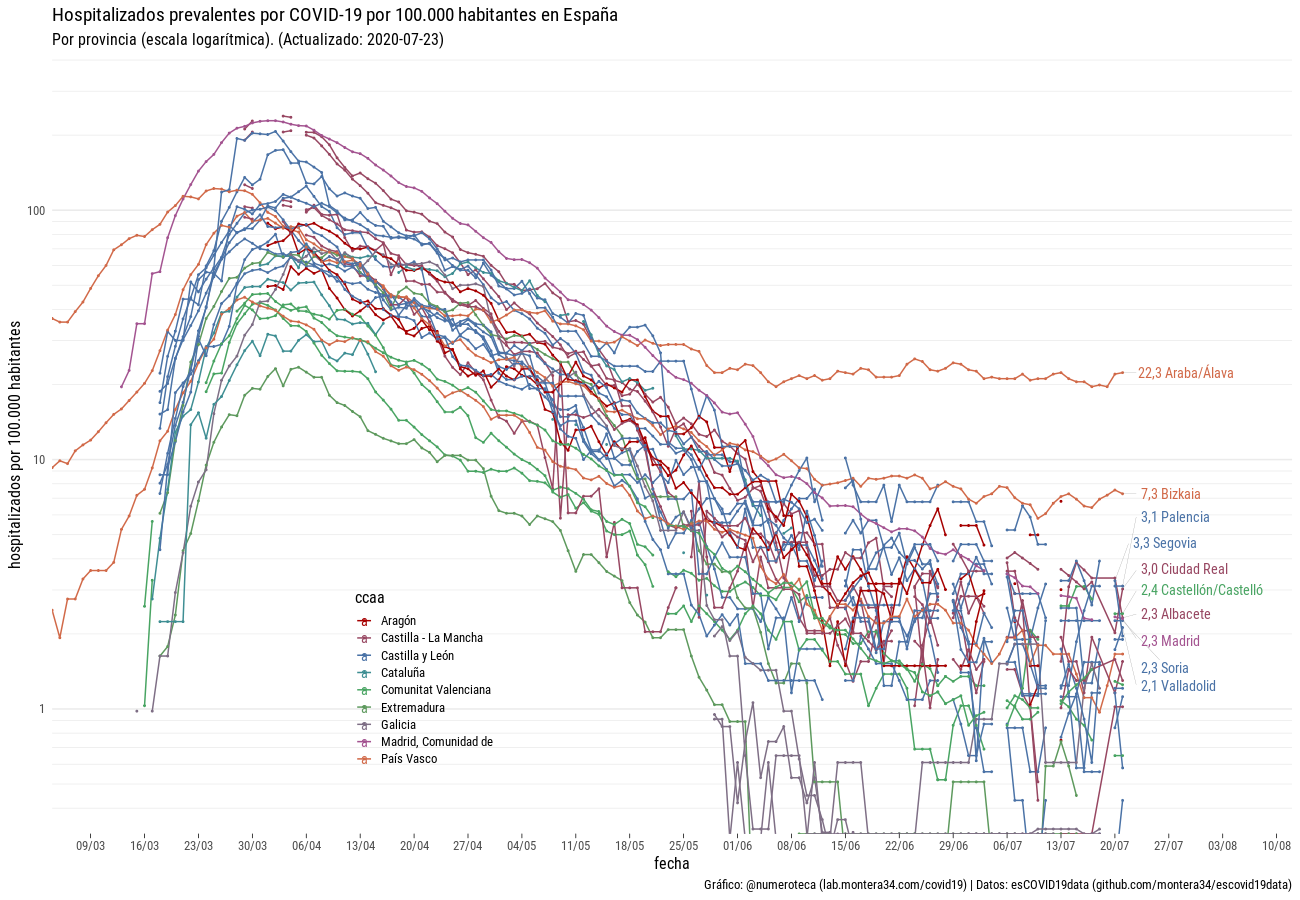 Hospitalizados prevalentes por COVID-19 por 100.000 habitantes en España
Por provincia (escala logarítmica). (Actualizado: 2020-07-23)
hospitalizados por 100.000 habitantes
100
10
1
22,3 Araba/Álava
7,3 Bizkaia
3,1 Palencia
3,3 Segovia
3,0 Ciudad Real
2,4 Castellón/Castelló
2,3 Albacete
2,3 Madrid
2,3 Soria
2,1 Valladolid
ccaa
Aragón
Castilla - La Mancha
Castilla y León
Cataluña
Comunitat Valenciana
Extremadura
Galicia
Madrid, Comunidad de
País Vasco
09/03 16/03 23/03 30/03 06/04 13/04 20/04 27/04 04/05 11/05 18/05 25/05 01/06 08/06 15/06 22/06 29/06 06/07 13/07 20/07 27/07 03/08 10/08
fecha
Gráfico: @numeroteca (lab.montera34.com/covid19) | Datos: esCOVID19data (github.com/montera34/escovid19data)